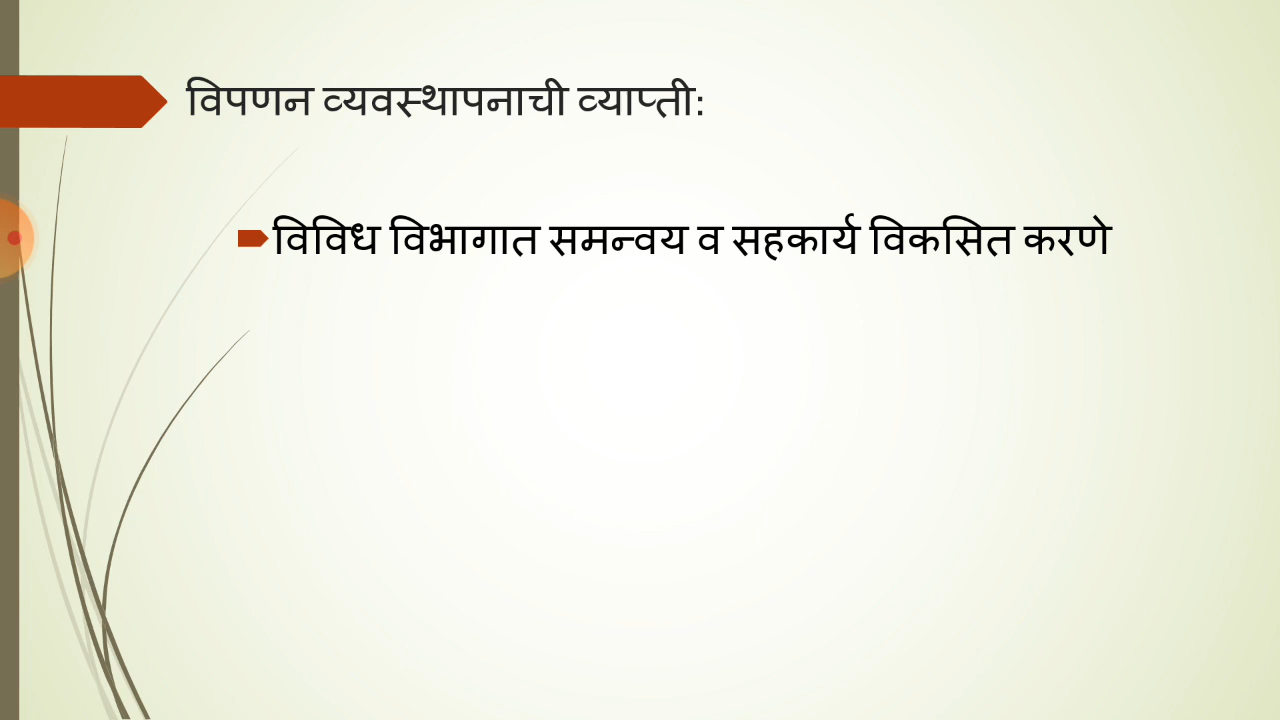 विपणन व्यवस्थापनाची व्याप्ती:
विविध विभागात समन्वय व सहकार्य विकसित करणे